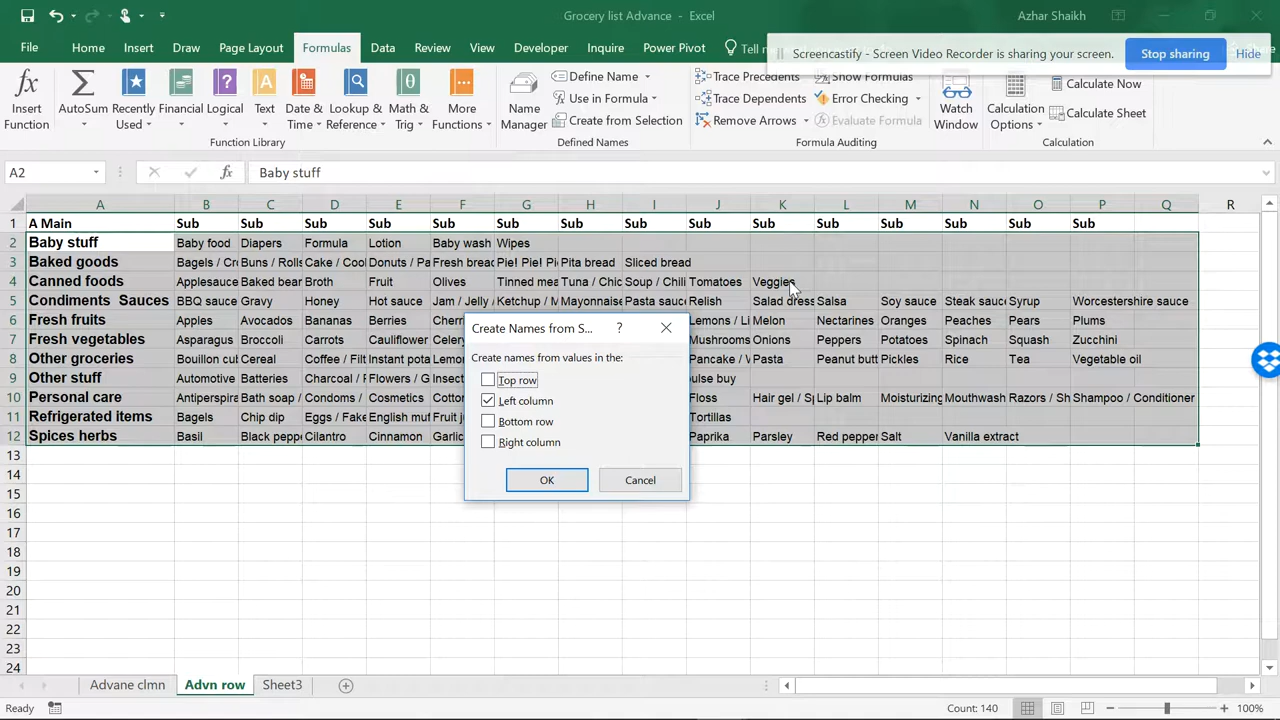 Grocery list Advance - Excel
Azhar Shaikh
File Home Insert Draw Page Layout Formulas Data Review View Developer Inquire Power Pivot Tell
Screencastify - Screen Video Recorder is sharing your screen. Stop sharing Hide
Insert Function
AutoSum
Recently Used
Financial
Logical
Text
Date & Time
Lookup & Reference
Math & Trig
More Functions
Function Library
Name Manager
Define Name
Use in Formula
Create from Selection
Defined Names
Trace Precedents
Trace Dependents
Remove Arrows
Show Formulas
Error Checking
Evaluate Formula
Formula Auditing
Watch Window
Calculation Options
Calculate Now
Calculate Sheet
Calculation
A2 fx Baby stuff
A B C D E F G H I J K L M N O P Q R
1 A Main Sub Sub Sub Sub Sub Sub Sub Sub Sub Sub Sub Sub Sub Sub Sub
2 Baby stuff Baby food Diapers Formula Lotion Baby wash Wipes
3 Baked goods Bagels / Cr Buns / Rolls Cake / Coo Donuts / Pa Fresh bread Pie! Pie! Pi Pita bread Sliced bread
4 Canned foods Applesauce Baked bear Broth Fruit Olives Tinned mea Tuna / Chic Soup / Chili Tomatoes Veggies
5 Condiments Sauces BBQ sauce Gravy Honey Hot sauce Jam / Jelly Ketchup / M Mayonnaise Pasta sauc Relish Salad dress Salsa Soy sauce Steak sauc Syrup Worcestershire sauce
6 Fresh fruits Apples Avocados Bananas Berries Cherr Lemons / Li Melon Nectarines Oranges Peaches Pears Plums
7 Fresh vegetables Asparagus Broccoli Carrots Cauliflower Celery Mushrooms Onions Peppers Potatoes Spinach Squash Zucchini
8 Other groceries Bouillon cu Cereal Coffee / Filt Instant pota Lemo Pancake / Pasta Peanut butt Pickles Rice Tea Vegetable oil
9 Other stuff Automotive Batteries Charcoal / Flowers / G Insect ulse buy
10 Personal care Antiperspira Bath soap / Condoms / Cosmetics Cotto Floss Hair gel / S Lip balm Moisturizing Mouthwash Razors / Sh Shampoo / Conditioner
11 Refrigerated items Bagels Chip dip Eggs / Fake English muf Fruit ju Tortillas
12 Spices herbs Basil Black peppe Cilantro Cinnamon Garlic Paprika Parsley Red pepper Salt Vanilla extract
13
14
15
16
17
18
19
20
21
22
23
24
Create Names from S... ?
Create names from values in the:
Top row
Left column
Bottom row
Right column
OK Cancel
Advane clmn Advn row Sheet3
Ready Count: 140 100%